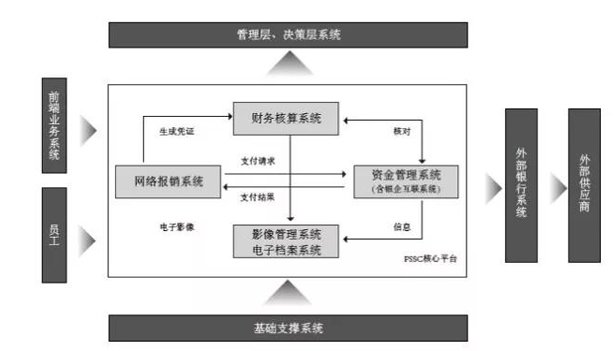 管理层、决策层系统
前端业务系统
财务核算系统
生成凭证
核对
支付请求
网络报销系统
资金管理系统
(含银企互联系统)
支付结果
外部银行系统
外部供应商
员工
电子影像
影像管理系统
电子档案系统
信息
FSSC核心平台
基础支撑系统